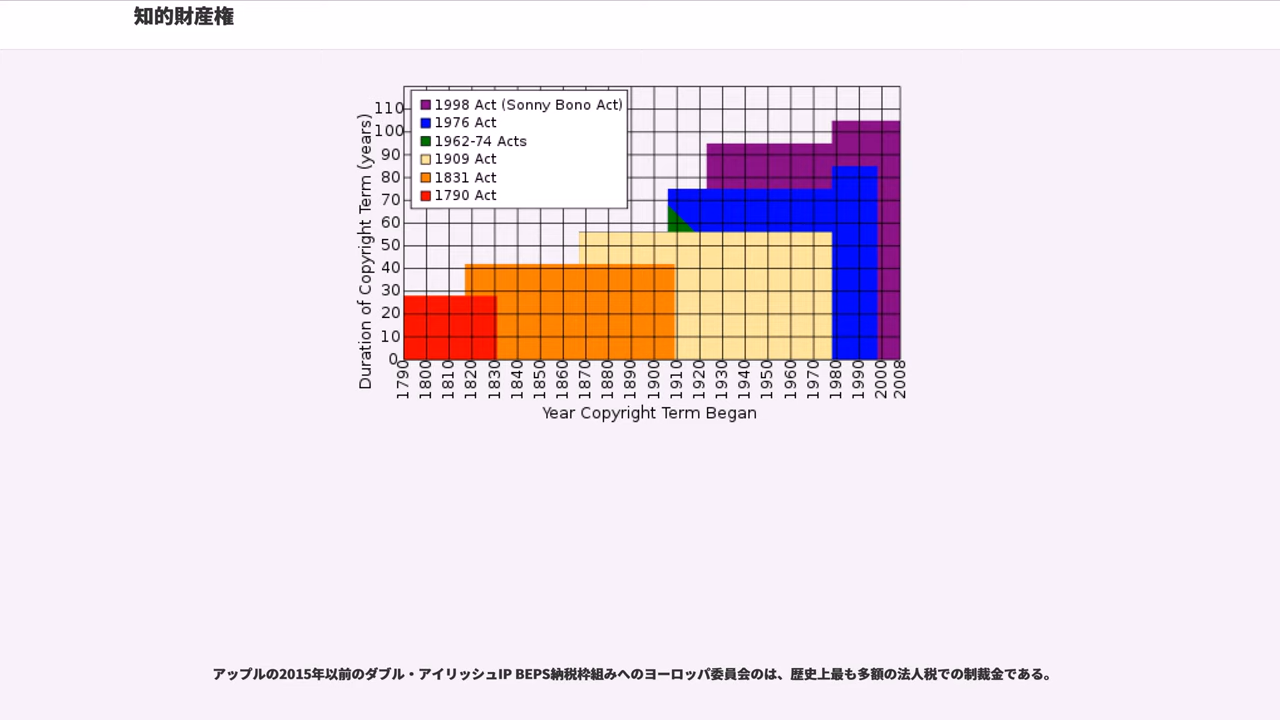 知的財産権
1998 Act (Sonny Bono Act)
1976 Act
1962-74 Acts
1909 Act
1831 Act
1790 Act
Duration of Copyright Term (years)
110
100
90
80
70
60
50
40
30
20
10
0
1790 1800 1810 1820 1830 1840 1850 1860 1870 1880 1890 1900 1910 1920 1930 1940 1950 1960 1970 1980 1990 2000 2008
Year Copyright Term Began
アップルの2015年以前のダブル・アイリッシュIP BEPS納税枠組みへのヨーロッパ委員会のは、歴史上最も多額の法人税での制裁金である。